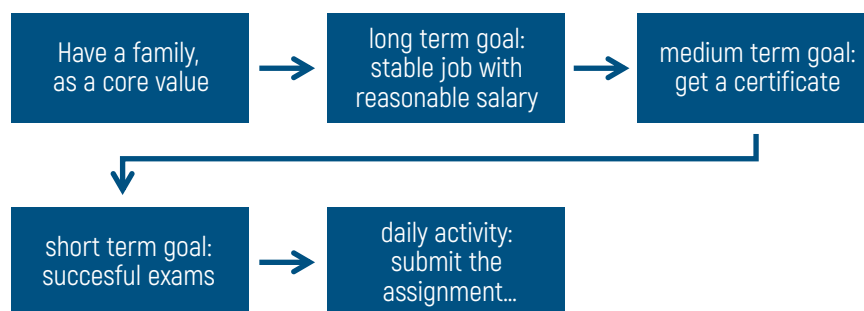 Have a family,
as a core value
long term goal:
stable job with
reasonable salary
medium term goal:
get a certificate
short term goal:
succesful exams
daily activity:
submit the
assignment...